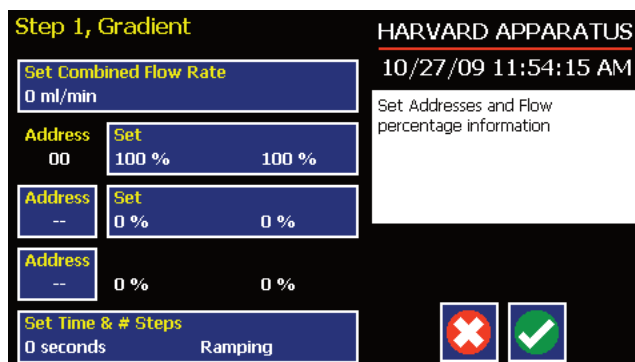 Step 1, Gradient
Set Combined Flow Rate
0 ml/min
Address Set
00 100 % 100 %
Address Set
-- 0 % 0 %
Address
-- 0 % 0 %
Set Time & # Steps
0 seconds Ramping
HARVARD APPARATUS
10/27/09 11:54:15 AM
Set Addresses and Flow
percentage information